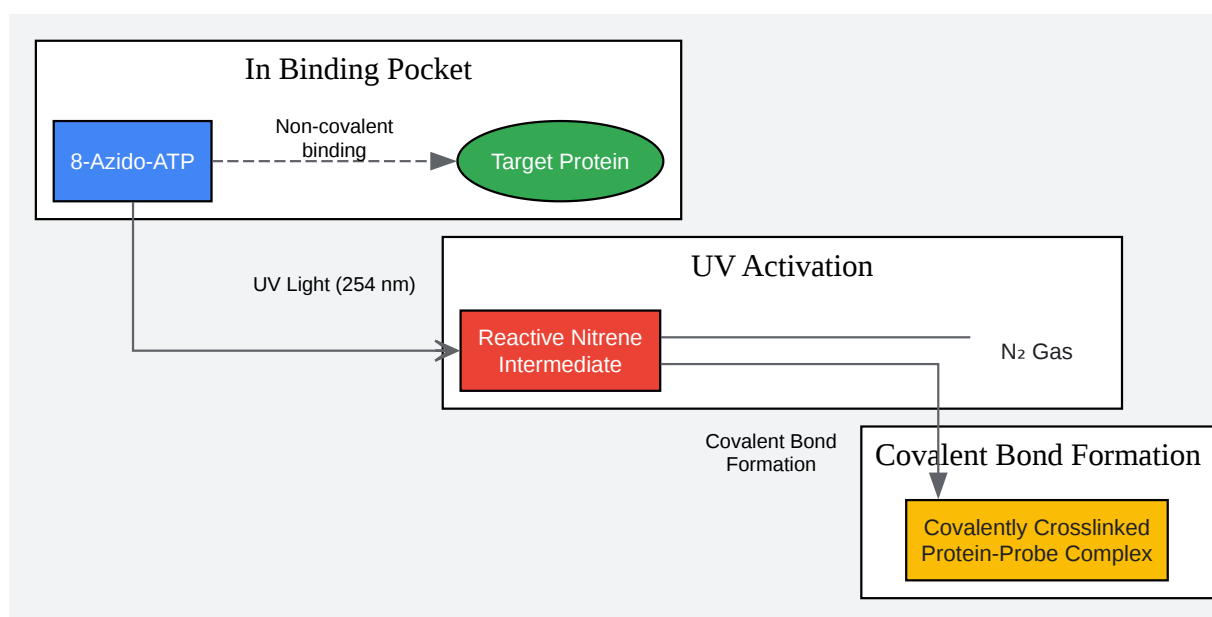 In Binding Pocket
Non-covalent
binding
8-Azido-ATP
Target Protein
UV Activation
UV Light (254 nm)
Reactive Nitrene
Intermediate
N₂ Gas
Covalent Bond
Formation
Covalent Bond Formation
Covalently Crosslinked
Protein-Probe Complex